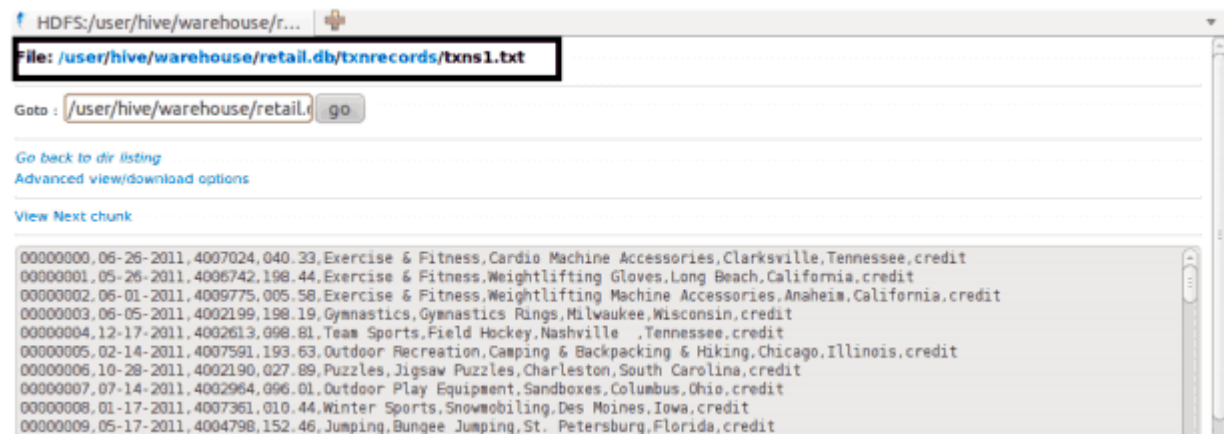 HDFS:/user/hive/warehouse/r...
File: /user/hive/warehouse/retail.db/txnrecords/txns1.txt
Goto : /user/hive/warehouse/retail.d go
Go back to dir listing
Advanced view/download options
View Next chunk
00000000,06-26-2011,4007024,040.33,Exercise & Fitness,Cardio Machine Accessories,Clarksville,Tennessee,credit
00000001,05-26-2011,4006742,198.44,Exercise & Fitness,Weightlifting Gloves,Long Beach,California,credit
00000002,06-01-2011,4009775,005.58,Exercise & Fitness,Weightlifting Machine Accessories,Anaheim,California,credit
00000003,06-05-2011,4002199,198.19,Gymnastics,Gymnastics Rings,Milwaukee,Wisconsin,credit
00000004,12-17-2011,4002613,098.81,Team Sports,Field Hockey,Nashville  ,Tennessee,credit
00000005,02-14-2011,4007591,193.63,Outdoor Recreation,Camping & Backpacking & Hiking,Chicago,Illinois,credit
00000006,10-28-2011,4002190,027.89,Puzzles,Jigsaw Puzzles,Charleston,South Carolina,credit
00000007,07-14-2011,4002964,096.01,Outdoor Play Equipment,Sandboxes,Columbus,Ohio,credit
00000008,01-17-2011,4007361,010.44,Winter Sports,Snowmobiling,Des Moines,Iowa,credit
00000009,05-17-2011,4004798,152.46,Jumping,Bungee Jumping,St. Petersburg,Florida,credit